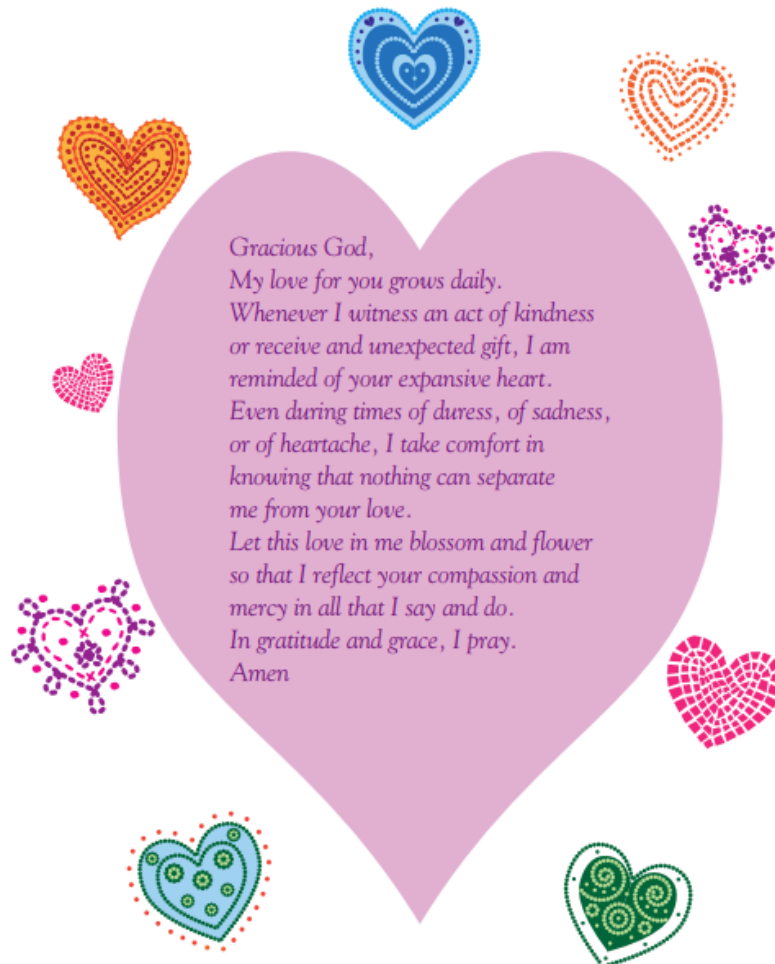 Gracious God,
My love for you grows daily.
Whenever I witness an act of kindness
or receive and unexpected gift, I am
reminded of your expansive heart.
Even during times of duress, of sadness,
or of heartache, I take comfort in
knowing that nothing can separate
me from your love.
Let this love in me blossom and flower
so that I reflect your compassion and
mercy in all that I say and do.
In gratitude and grace, I pray.
Amen